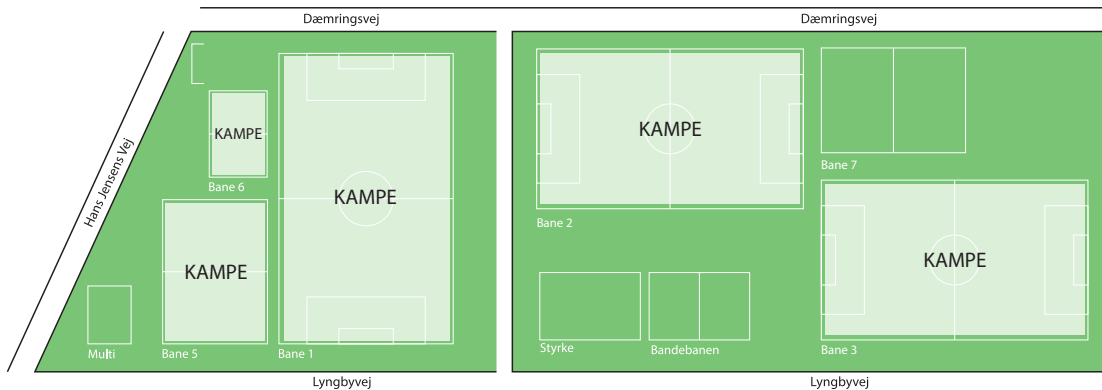 Dæmringsvej
Dæmringsvej
Hans Jensens Vej
KAMPE
Bane 6
KAMPE
Bane 5
Multi
KAMPE
Bane 1
Lyngbyvej
KAMPE
Bane 2
Bane 7
KAMPE
Bane 3
Styrke
Bandebanen
Lyngbyvej